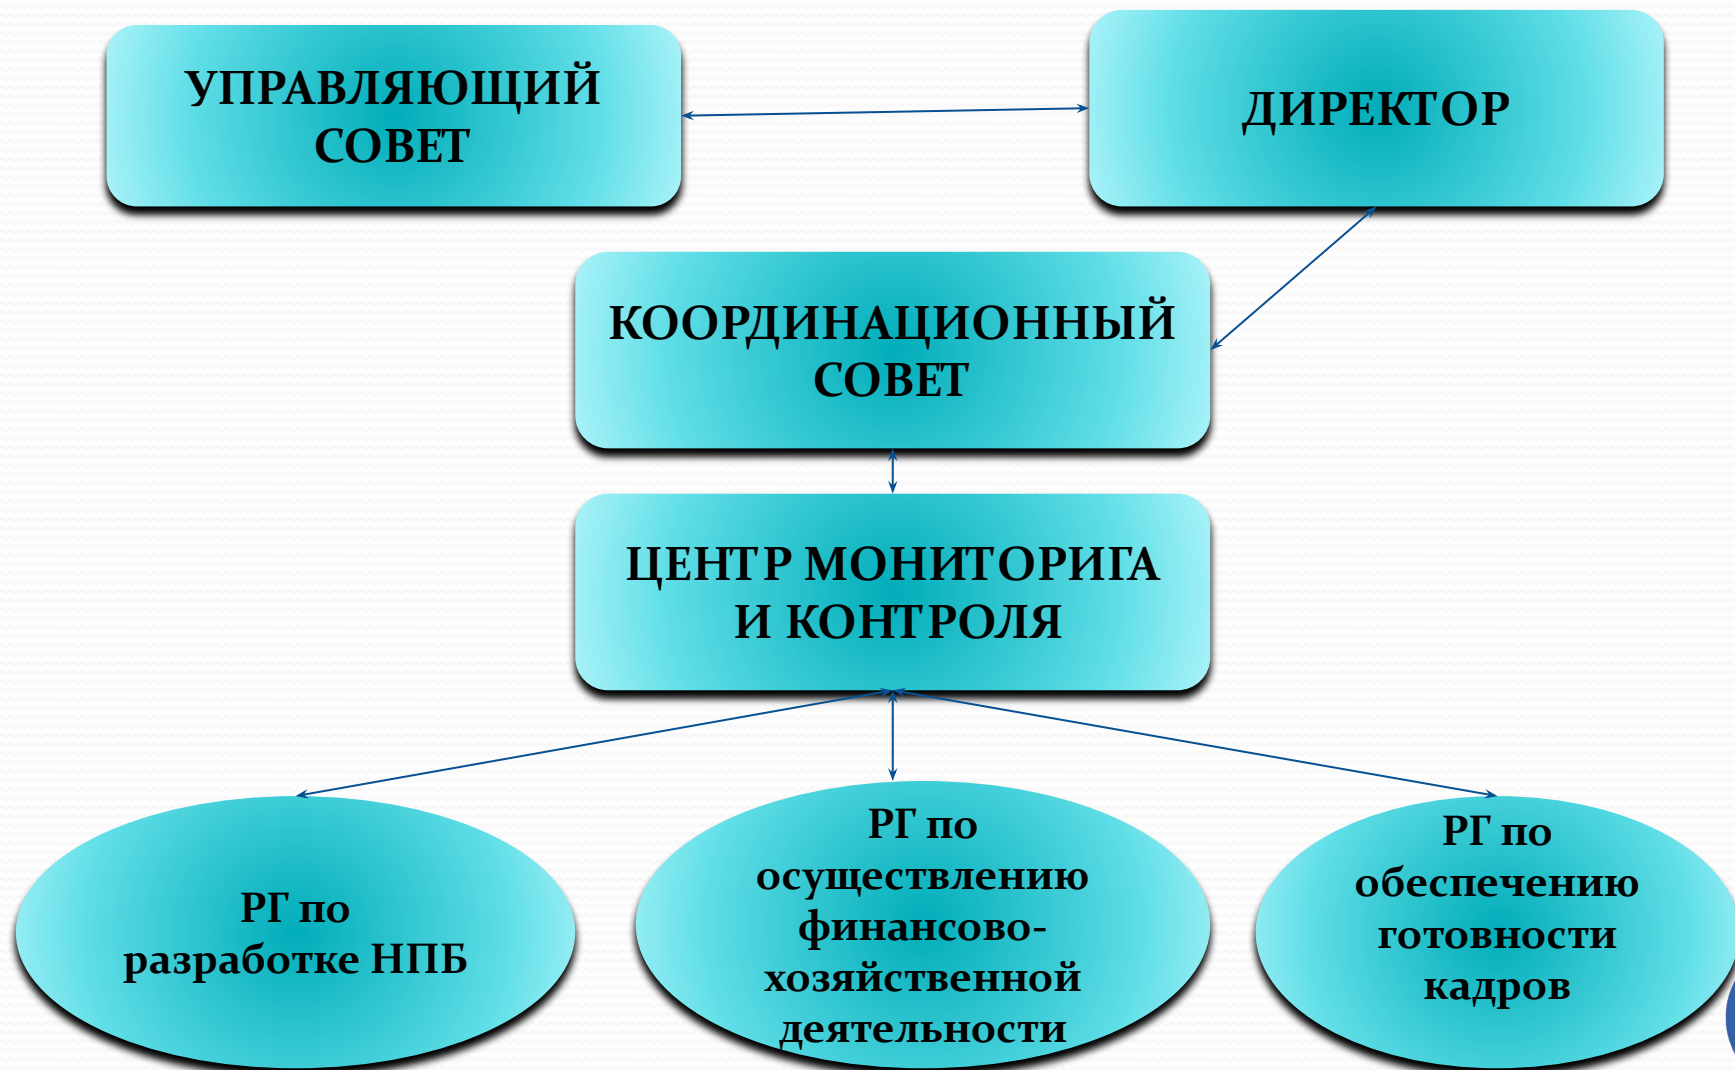 УПРАВЛЯЮЩИЙ
СОВЕТ
ДИРЕКТОР
КООРДИНАЦИОННЫЙ
СОВЕТ
ЦЕНТР МОНИТОРИГА
И КОНТРОЛЯ
РГ по
разработке НПБ
РГ по
осуществлению
финансово-
хозяйственной
деятельности
РГ по
обеспечению
готовности
кадров